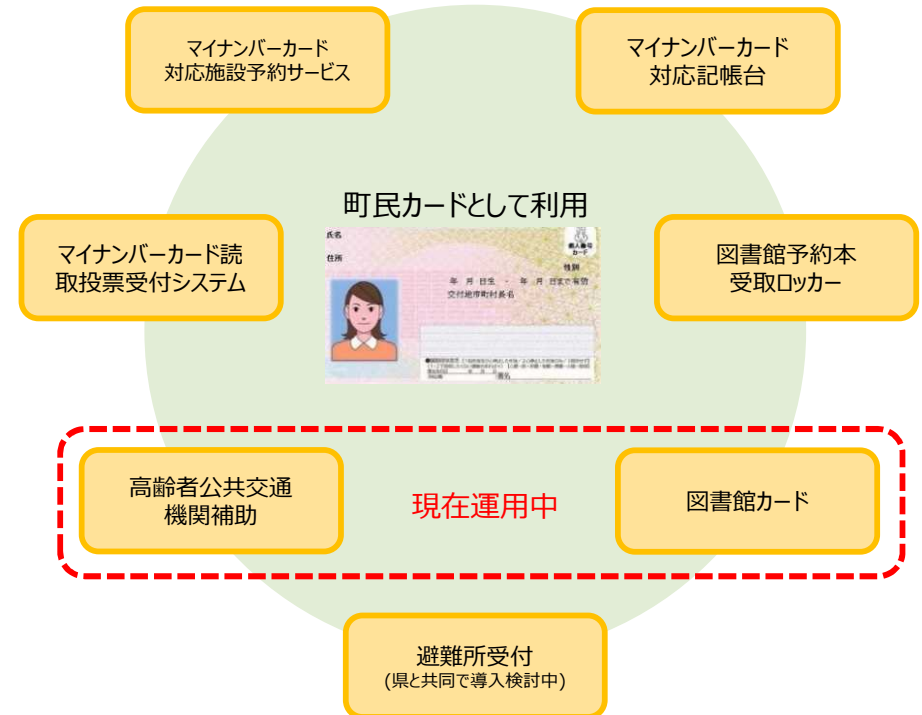 マイナンバーカード
対応施設予約サービス
マイナンバーカード
対応記帳台
町民カードとして利用
氏名
住所
個人番号
カード
性別
年 月 日生 ・ 年 月 日まで有効
交付地市町村長名
署名
マイナンバーカード読
取投票受付システム
図書館予約本
受取ロッカー
高齢者公共交通
機関補助
現在運用中
図書館カード
避難所受付
(県と共同で導入検討中)